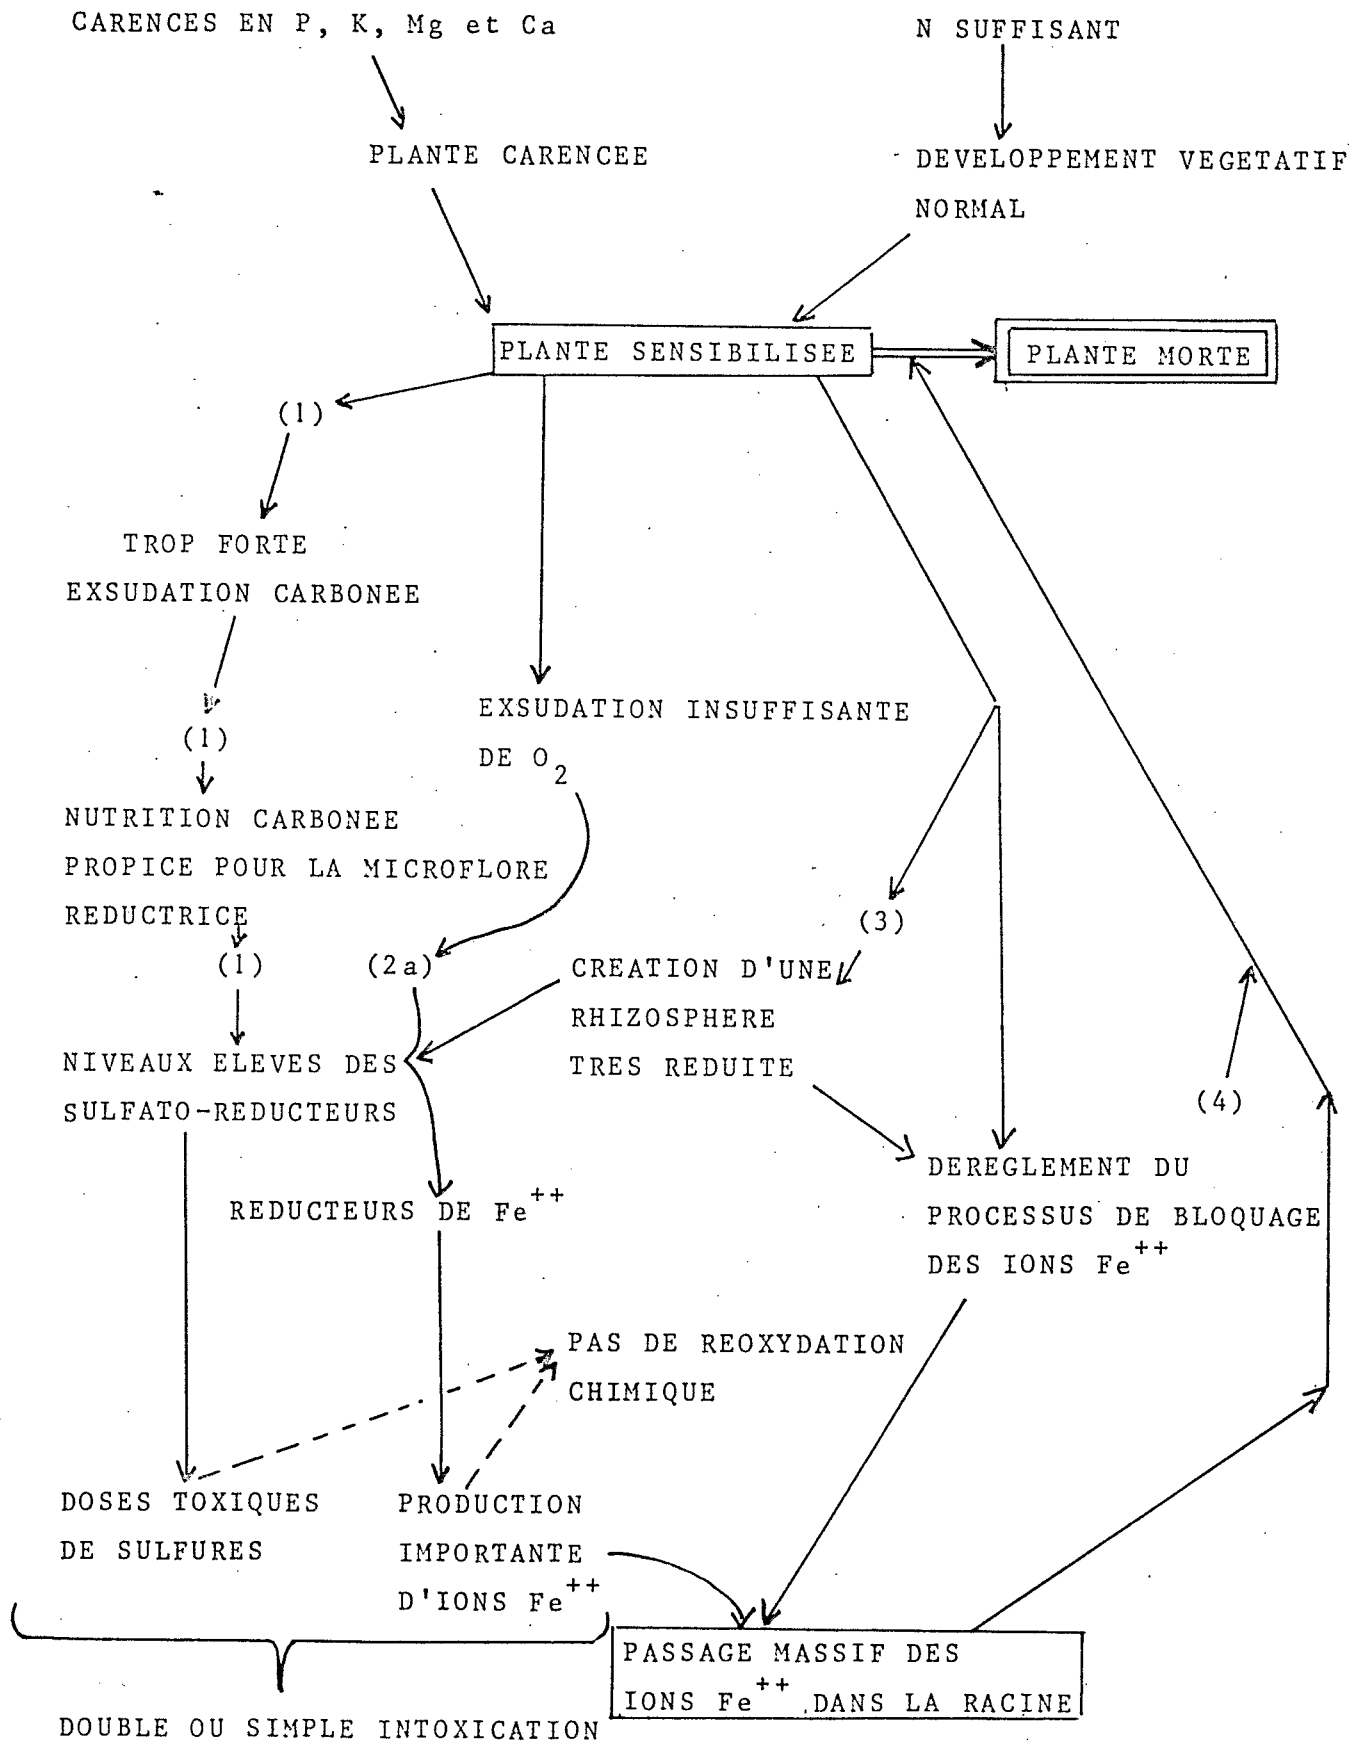 CARENCES EN P, K, Mg et Ca
N SUFFISANT
PLANTE CARENCEE
DEVELOPPEMENT VEGETATIF
NORMAL
PLANTE SENSIBILISEE
PLANTE MORTE
(1)
TROP FORTE
EXSUDATION CARBONEE
(1)
EXSUDATION INSUFFISANTE
DE O2
NUTRITION CARBONEE
PROPICE POUR LA MICROFLORE
REDUCTRICE
(1)
(2a)
(3)
CREATION D'UNE
RHIZOSPHERE
TRES REDUITE
NIVEAUX ELEVES DES
SULFATO-REDUCTEURS
(4)
REDUCTEURS DE Fe++
DEREGLEMENT DU
PROCESSUS DE BLOQUAGE
DES IONS Fe++
PAS DE REOXYDATION
CHIMIQUE
DOSES TOXIQUES
DE SULFURES
PRODUCTION
IMPORTANTE
D'IONS Fe++
PASSAGE MASSIF DES
IONS Fe++ DANS LA RACINE
DOUBLE OU SIMPLE INTOXICATION